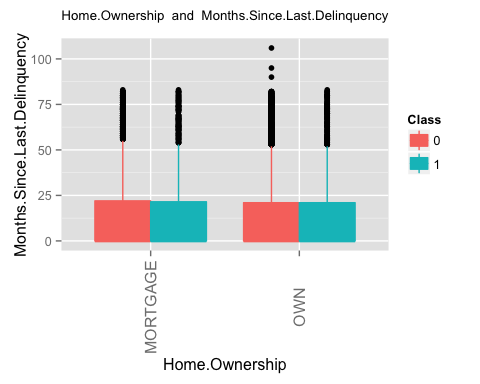 Home.Ownership and Months.Since.Last.Delinquency
Months.Since.Last.Delinquency
100
75
50
25
0
MORTGAGE
OWN
Home.Ownership
Class
0
1